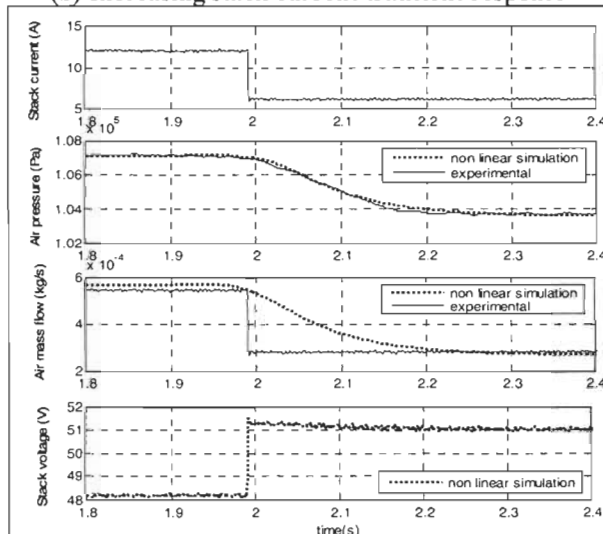 Stack current (A)
15
10
5
1.8 1.9 2 2.1 2.2 2.3 2.4
x 10^5
Air pressure (Pa)
1.08
1.06
1.04
1.02
non linear simulation
experimental
1.8 1.9 2 2.1 2.2 2.3 2.4
x 10^-4
Air mass flow (kg/s)
6
4
2
non linear simulation
experimental
1.8 1.9 2 2.1 2.2 2.3 2.4
Stack voltage (V)
52
51
50
49
48
non linear simulation
1.8 1.9 2 2.1 2.2 2.3 2.4
time(s)